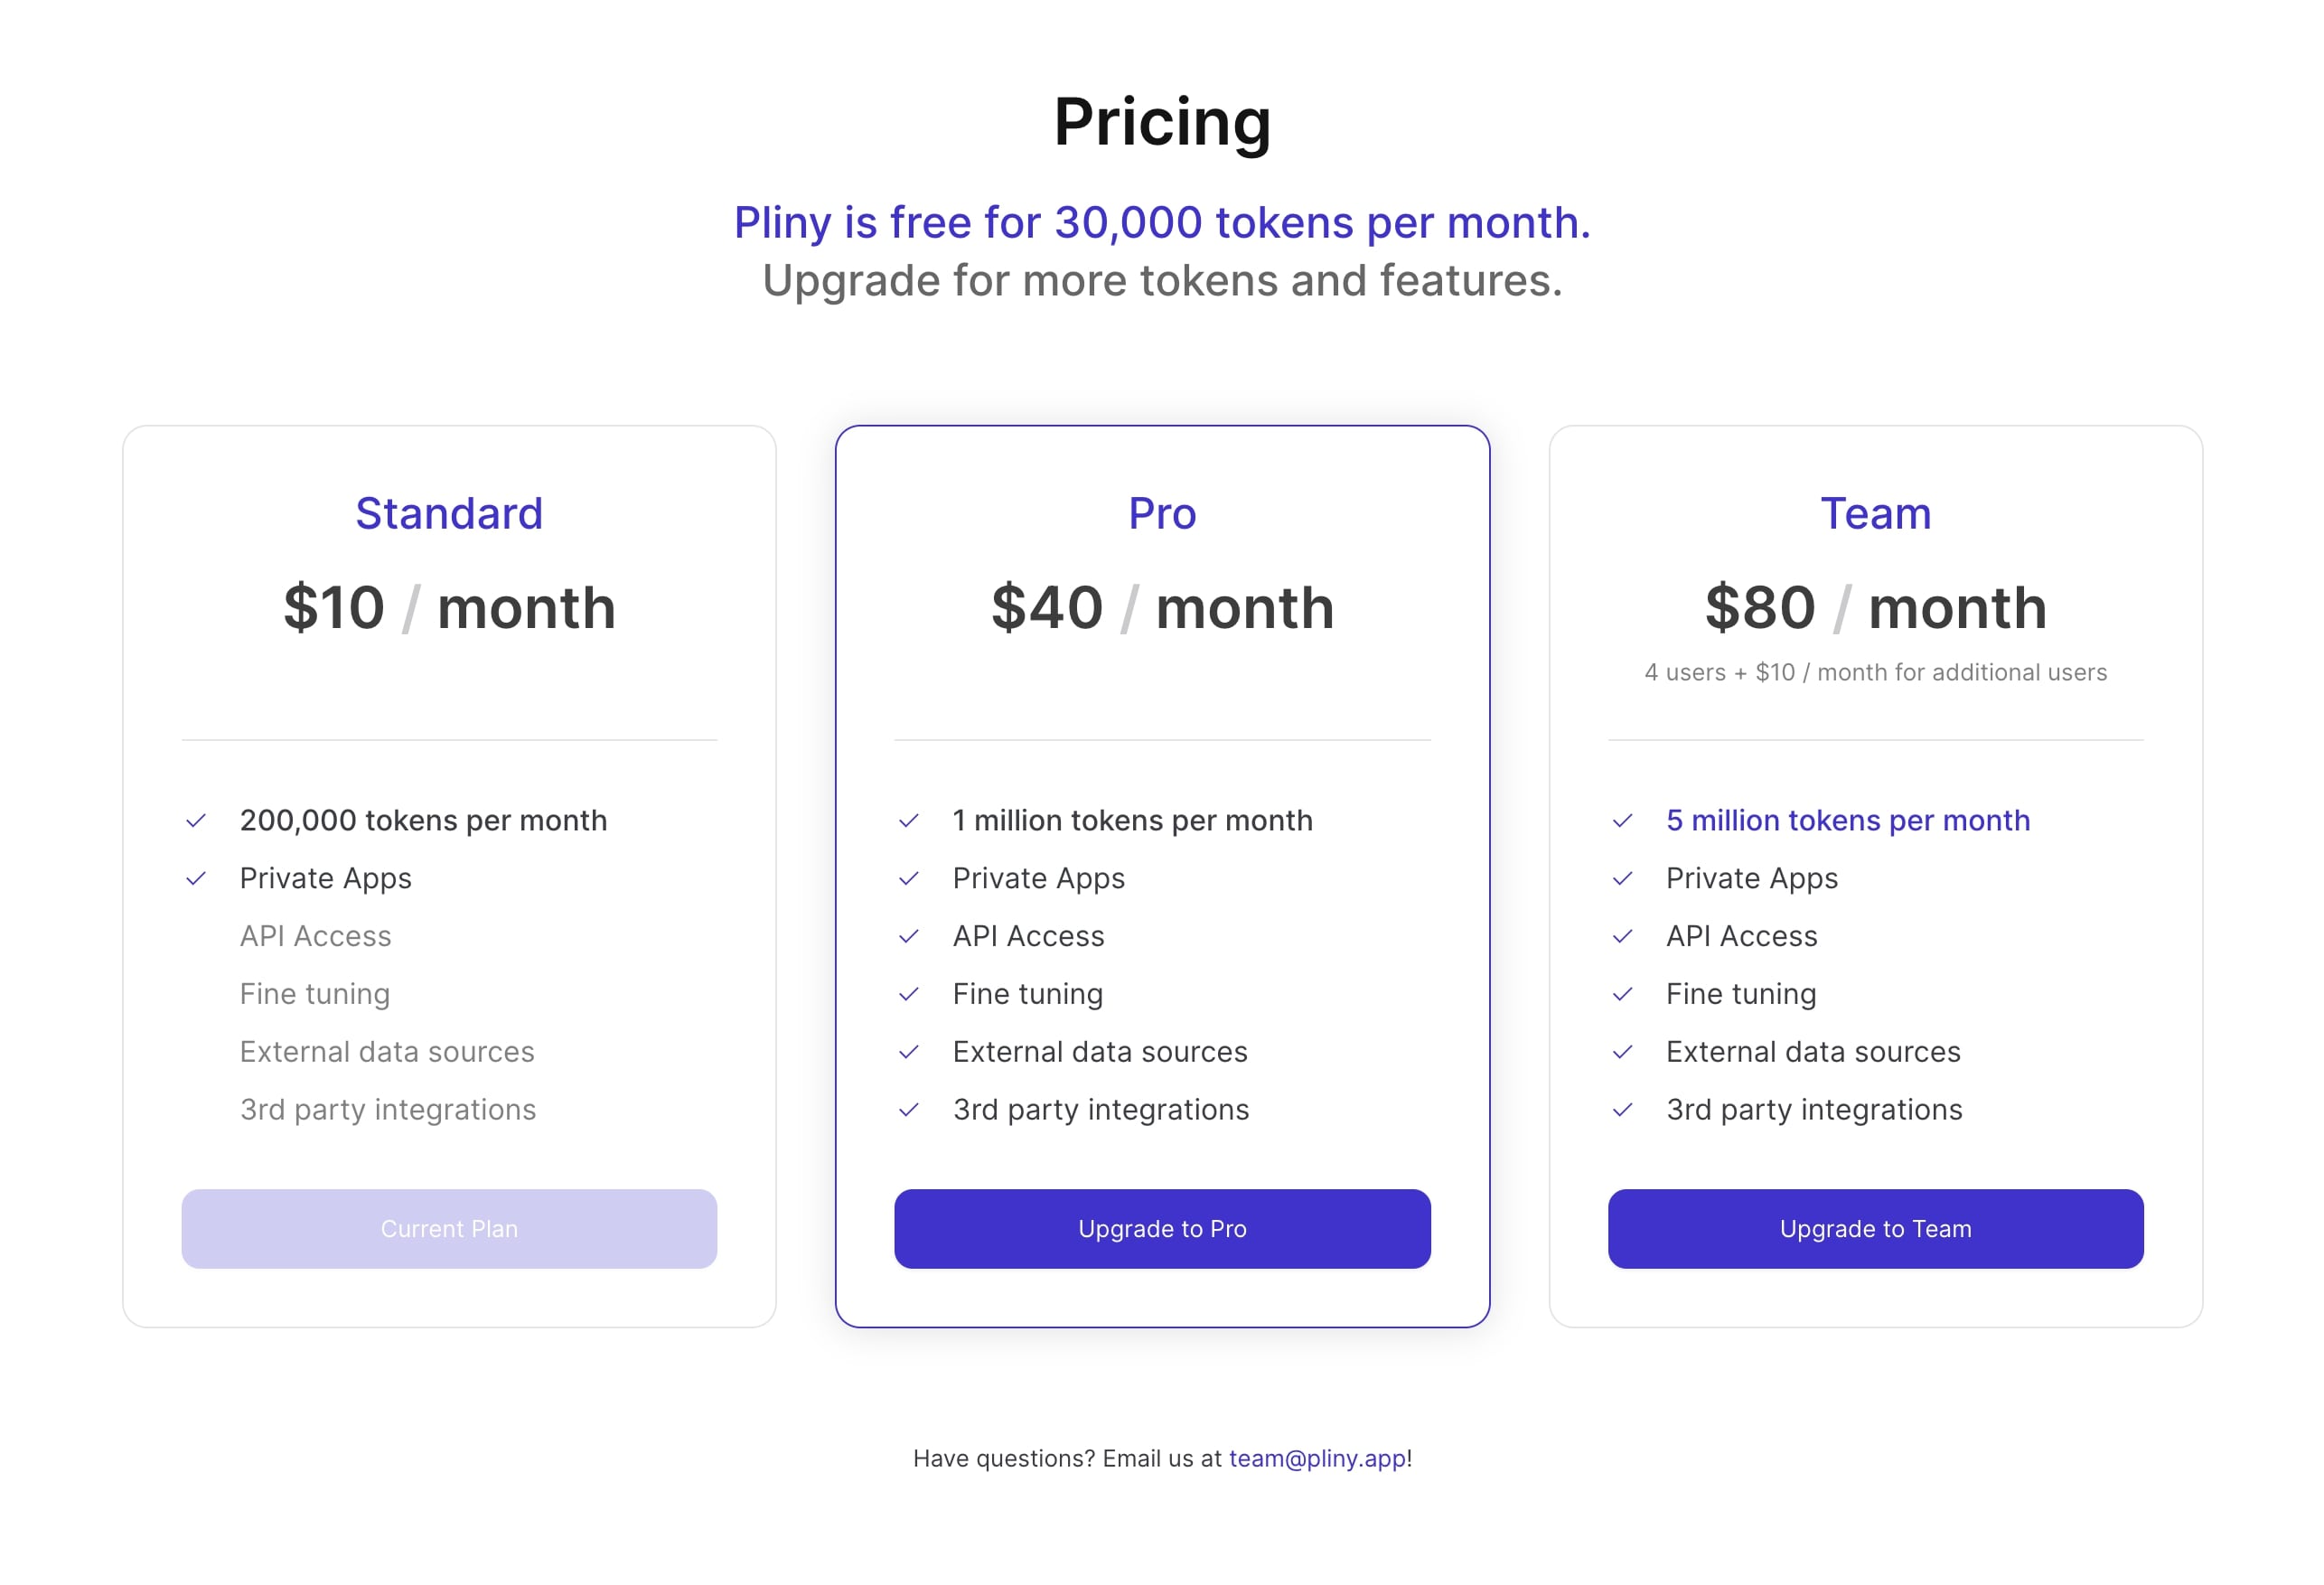 Pricing
Pliny is free for 30,000 tokens per month.
Upgrade for more tokens and features.
Standard
$10 / month
200,000 tokens per month
Private Apps
API Access
Fine tuning
External data sources
3rd party integrations
Current Plan
Pro
$40 / month
1 million tokens per month
Private Apps
API Access
Fine tuning
External data sources
3rd party integrations
Upgrade to Pro
Team
$80 / month
4 users + $10 / month for additional users
5 million tokens per month
Private Apps
API Access
Fine tuning
External data sources
3rd party integrations
Upgrade to Team
Have questions? Email us at team@pliny.app!